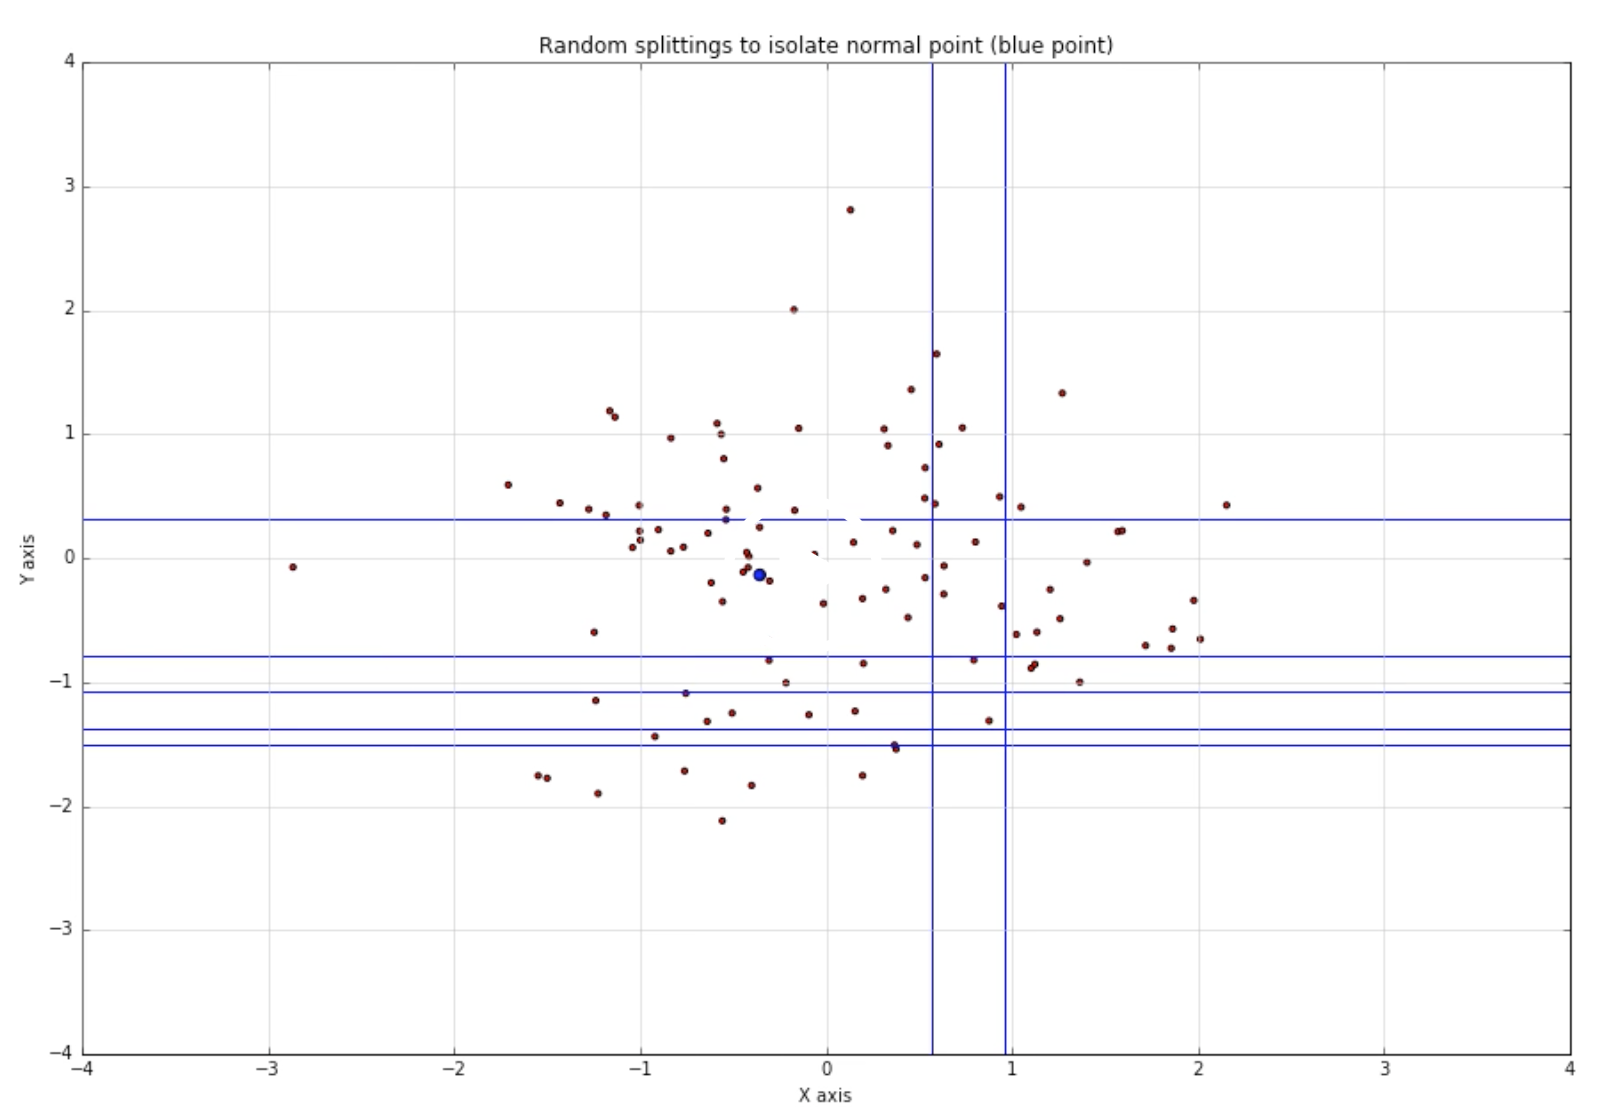 Random splittings to isolate normal point (blue point)
4
3
2
1
0
−1
−2
−3
−4
Y axis
−4 −3 −2 −1 0 1 2 3 4
X axis